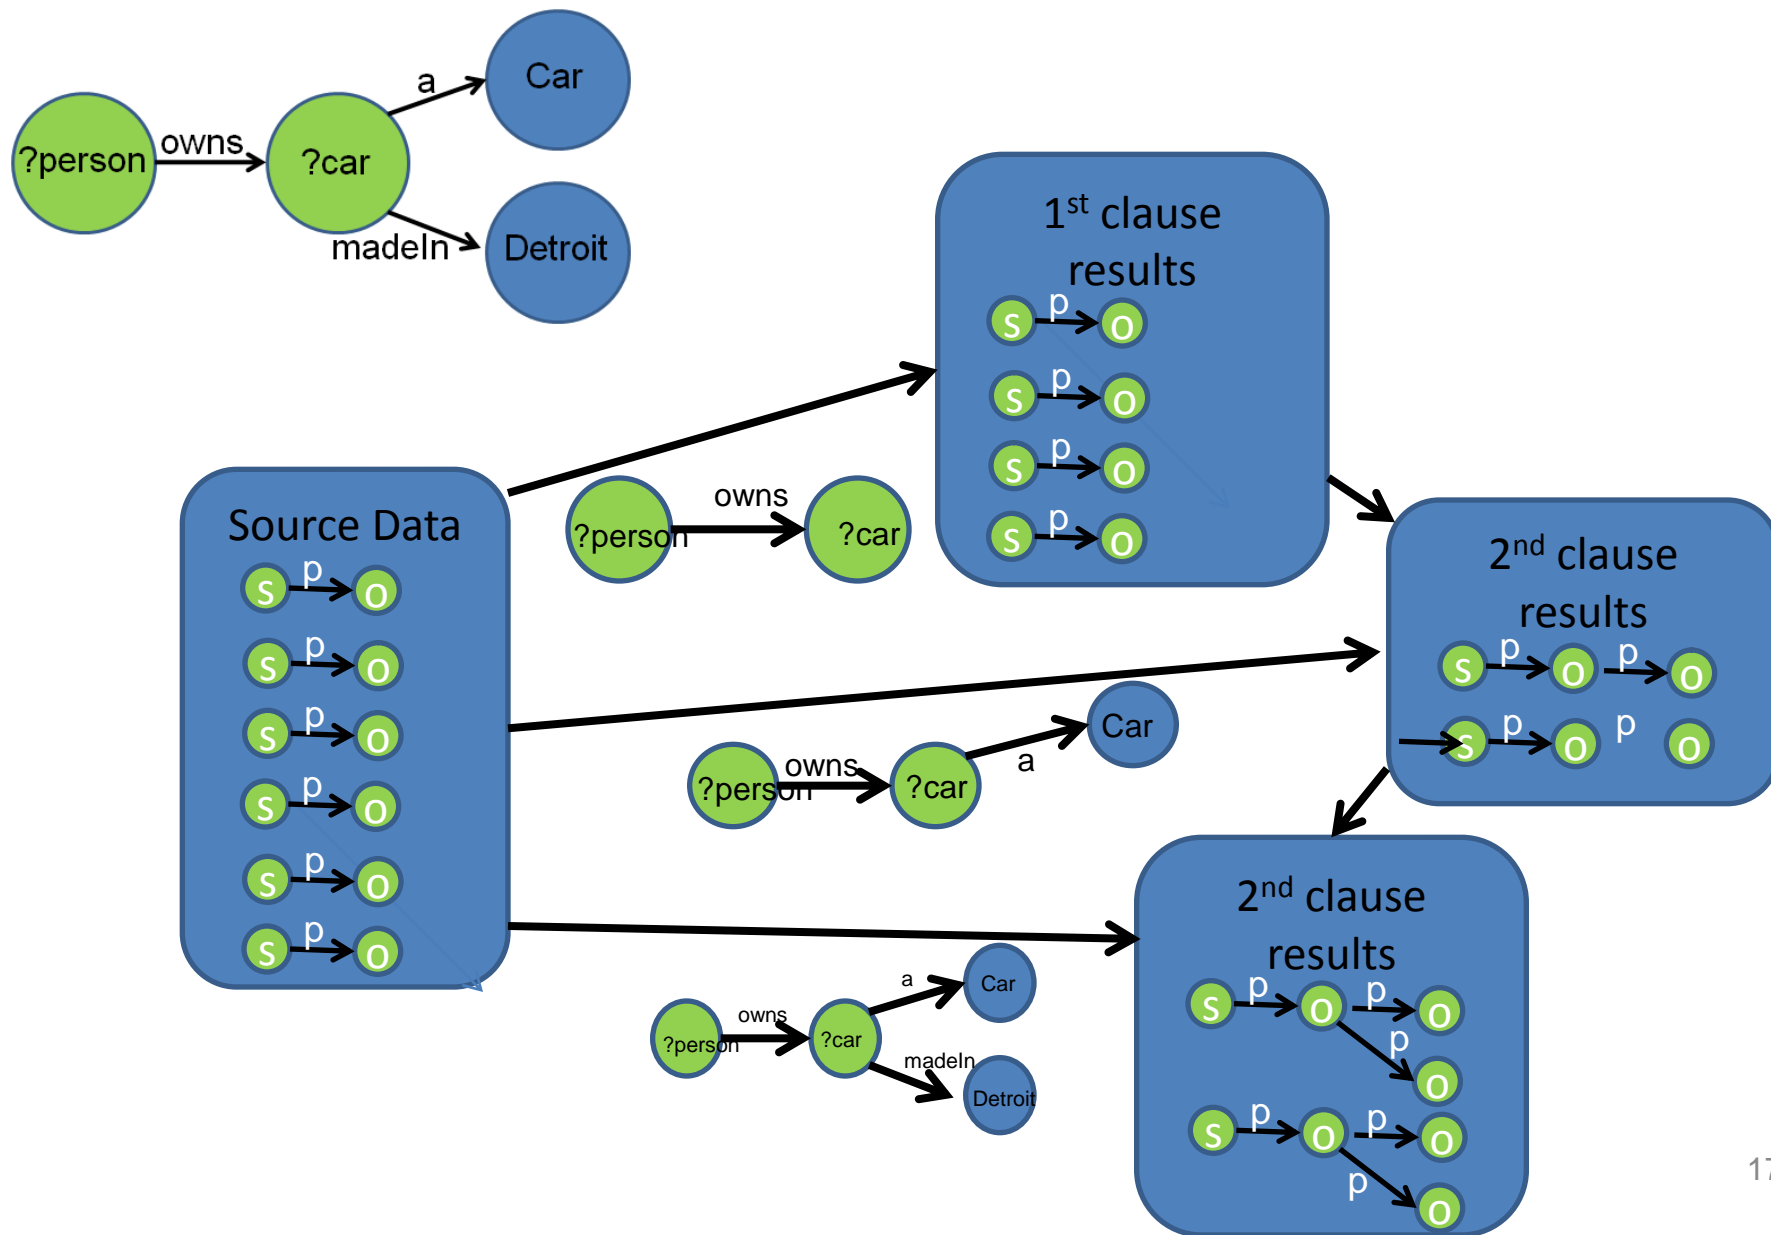 ?person
owns
?car
a
Car
madeIn
Detroit
1st clause
results
s p o
s p o
s p o
s p o
Source Data
s p o
s p o
s p o
s p o
s p o
s p o
?person
owns
?car
2nd clause
results
s p o p o
s p o p o
?person
owns
?car
a
Car
2nd clause
results
s p o p o
p
o
s p o p o
p
o
?person
owns
?car
a
Car
madeIn
Detroit
17